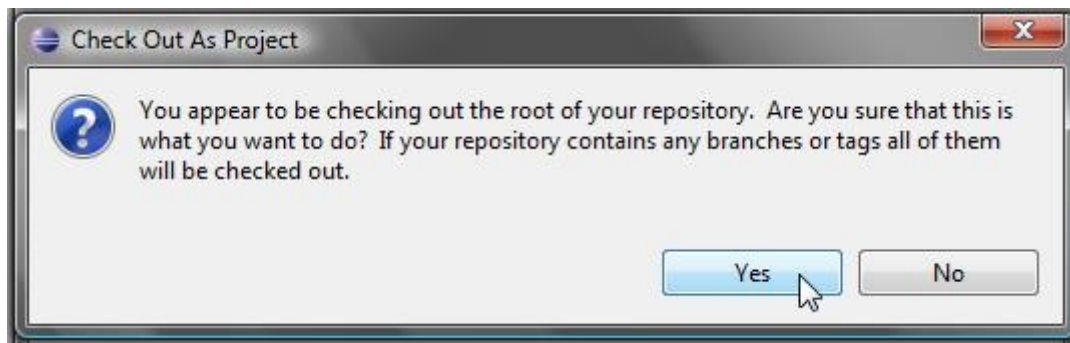 Check Out As Project
You appear to be checking out the root of your repository.  Are you sure that this is
what you want to do?  If your repository contains any branches or tags all of them
will be checked out.
Yes No